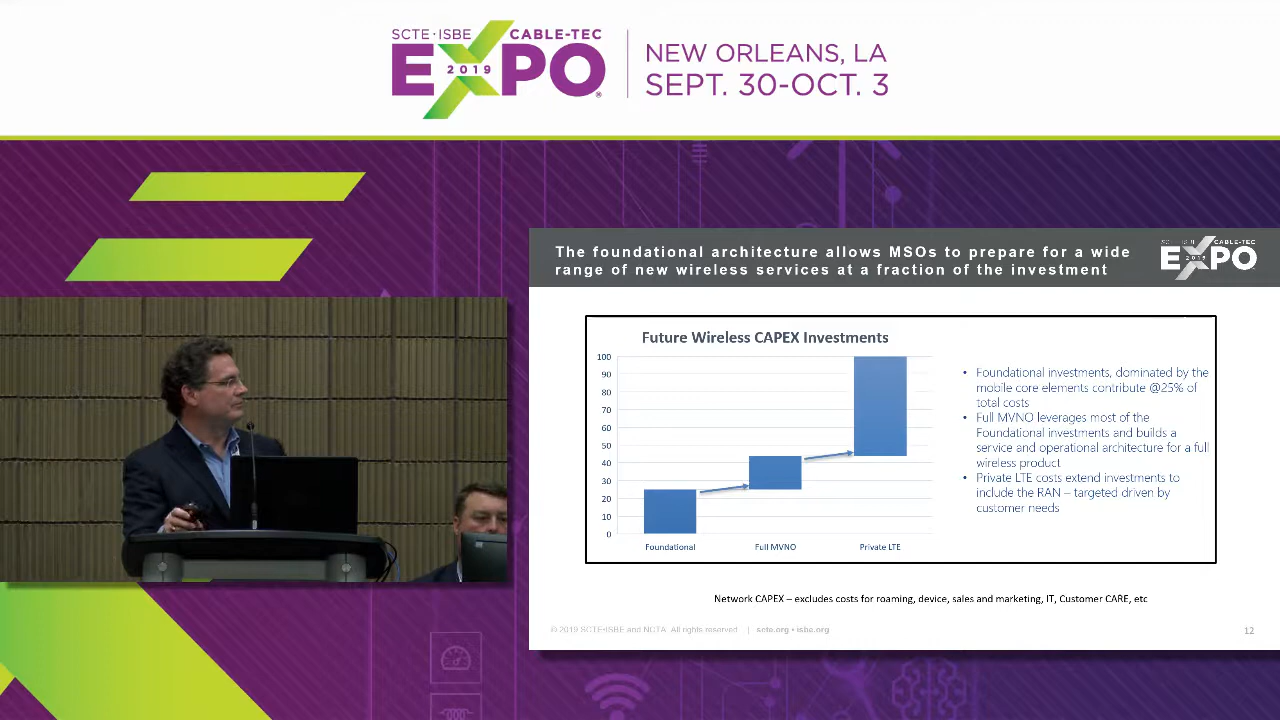 SCTE·ISBE CABLE-TEC
EXPO
2019
NEW ORLEANS, LA
SEPT. 30-OCT. 3
The foundational architecture allows MSOs to prepare for a wide
range of new wireless services at a fraction of the investment
CABLE-TEC
EXPO
2019
Future Wireless CAPEX Investments
100
90
80
70
60
50
40
30
20
10
0
Foundational Full MVNO Private LTE
• Foundational investments, dominated by the
mobile core elements contribute @25% of
total costs
• Full MVNO leverages most of the
Foundational investments and builds a
service and operational architecture for a full
wireless product
• Private LTE costs extend investments to
include the RAN – targeted driven by
customer needs
Network CAPEX – excludes costs for roaming, device, sales and marketing, IT, Customer CARE, etc
© 2019 SCTE•ISBE and NCTA. All rights reserved. | scte.org • isbe.org
12